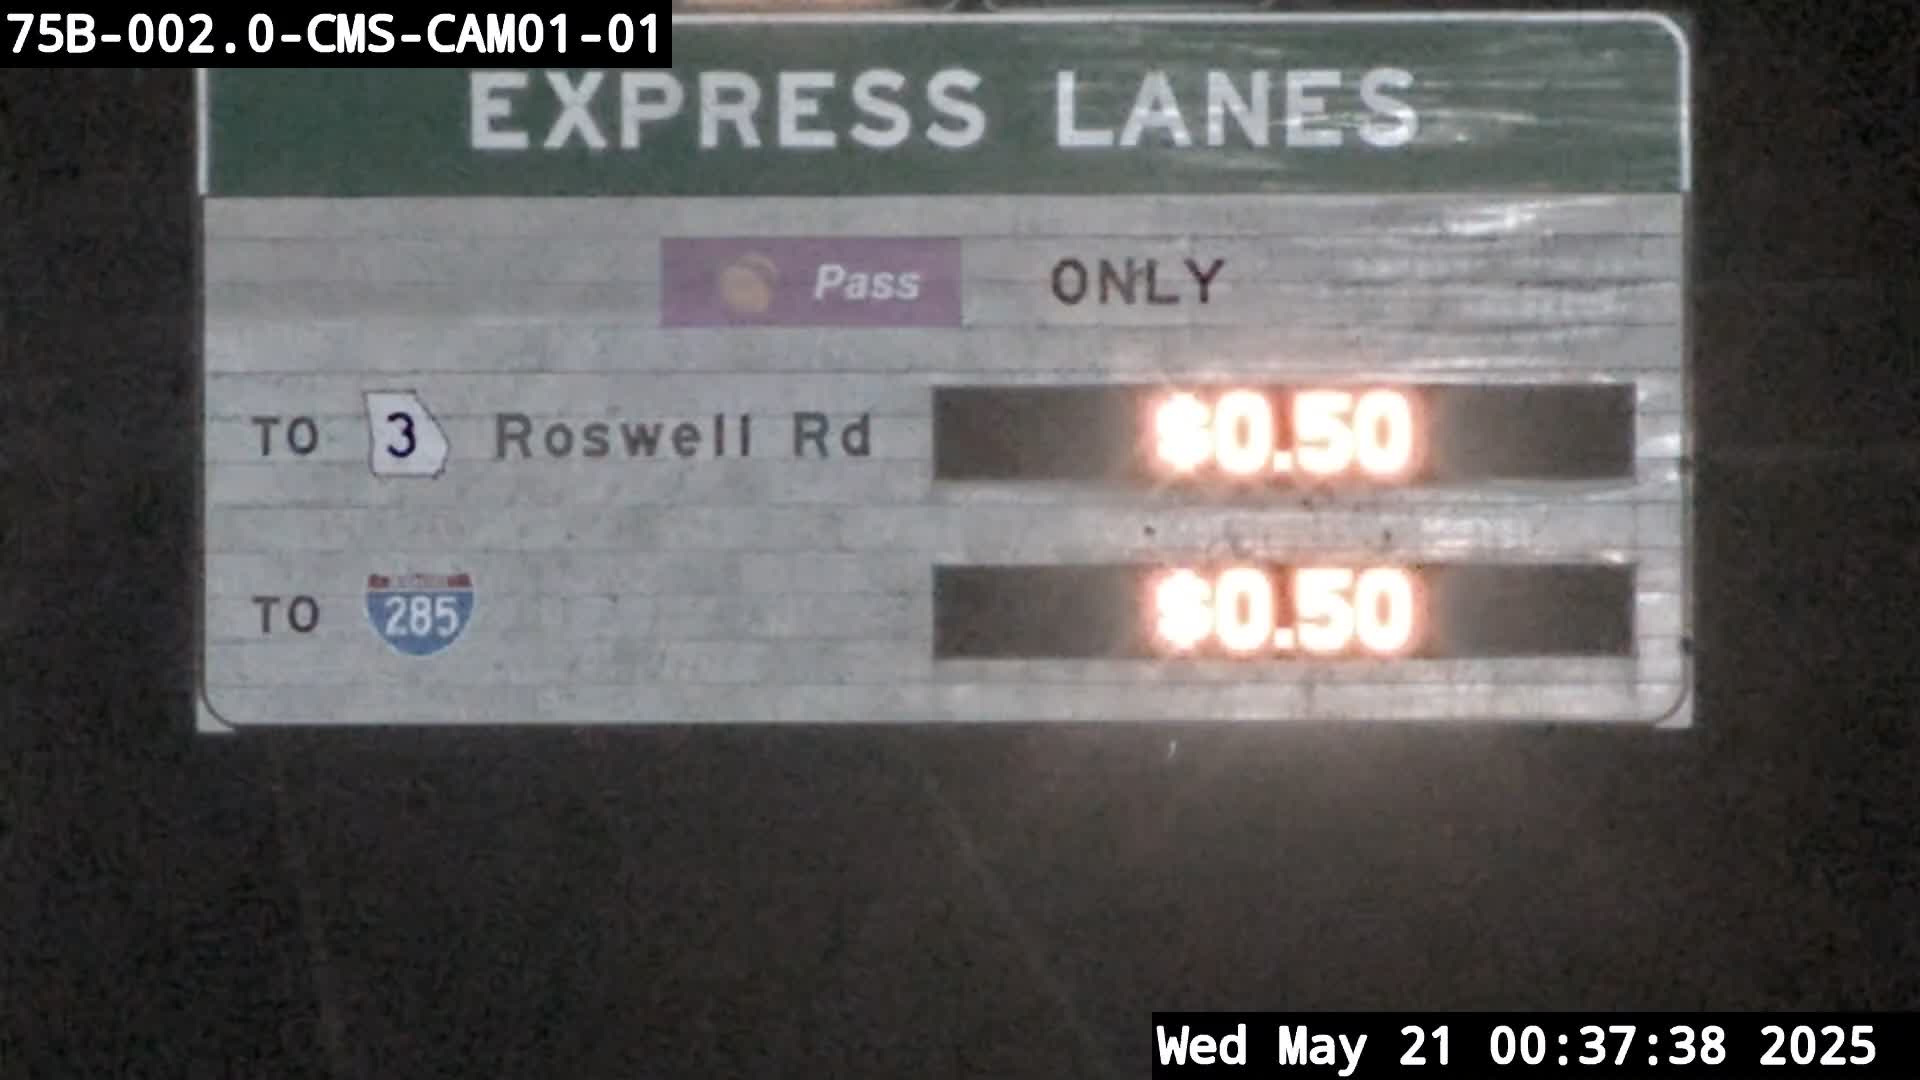 75B-002.0-CMS-CAM01-01
EXPRESS LANES
Pass ONLY
TO 3 Roswell Rd $0.50
TO 285 $0.50
Wed May 21 00:37:38 2025